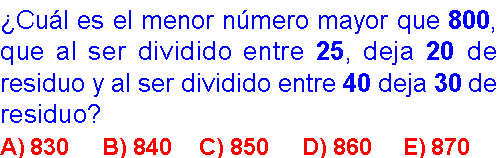 ¿Cuál es el menor número mayor que 800,
que al ser dividido entre 25, deja 20 de
residuo y al ser dividido entre 40 deja 30 de
residuo?
A) 830 B) 840 C) 850 D) 860 E) 870